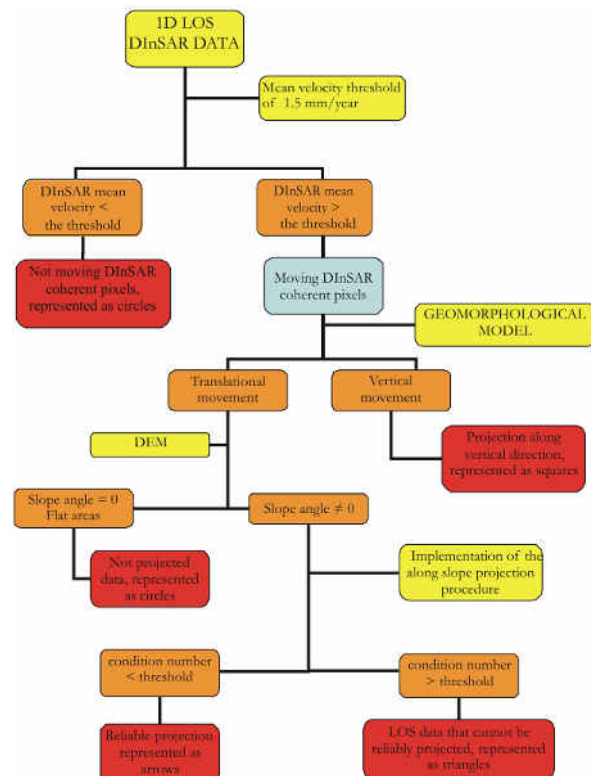 1D LOS
DInSAR DATA
Mean velocity threshold
of 1.5 mm/year
DInSAR mean
velocity <
the threshold
DInSAR mean
velocity >
the threshold
Not moving DInSAR
coherent pixels,
represented as circles
Moving DInSAR
coherent pixels
GEOMORPHOLOGICAL
MODEL
Translational
movement
Vertical
movement
DEM
Projection along
vertical direction,
represented as squares
Slope angle = 0
Flat areas
Slope angle ≠ 0
Not projected
data, represented
as circles
Implementation of the
along slope projection
procedure
condition number
< threshold
condition number
> threshold
Reliable projection
represented as
arrows
LOS data that cannot be
reliably projected, represented
as triangles